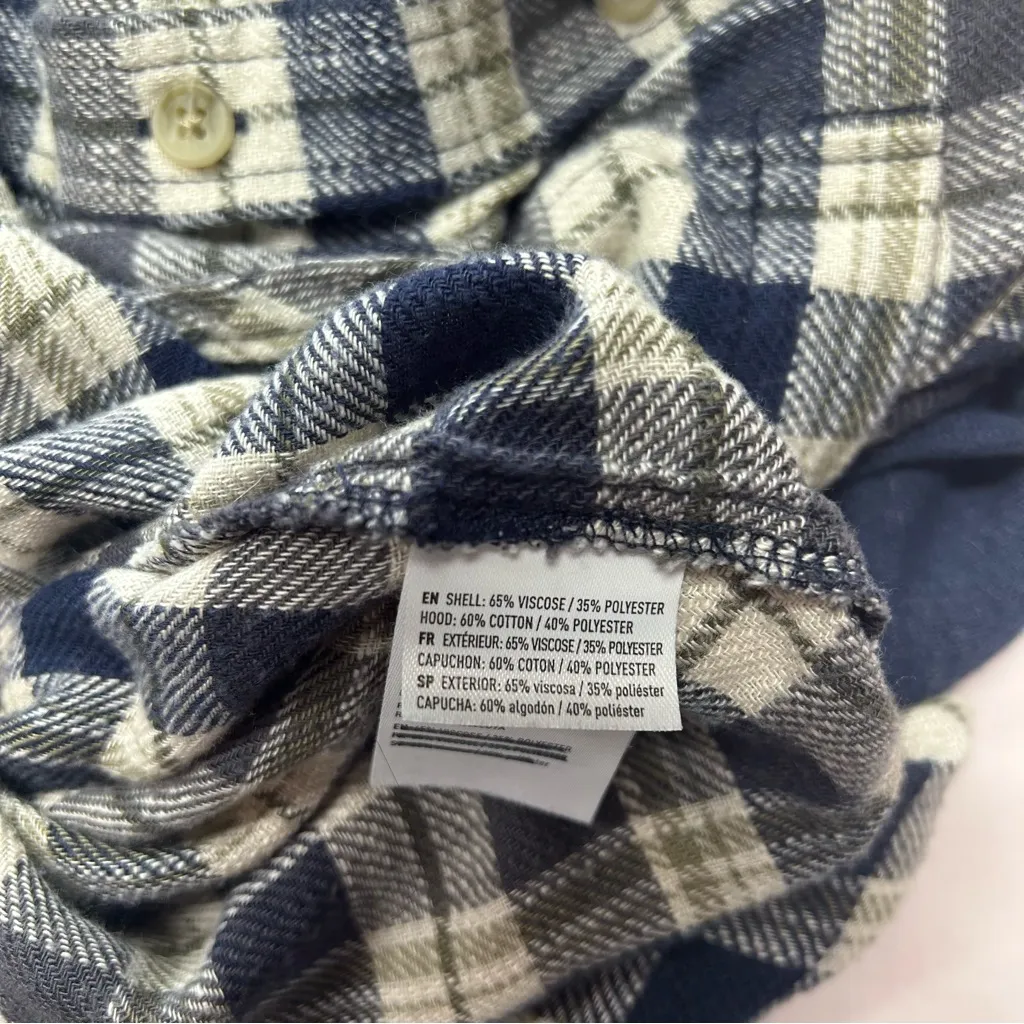 EN SHELL: 65% VISCOSE / 35% POLYESTER
HOOD: 60% COTTON / 40% POLYESTER
FR EXTÉRIEUR: 65% VISCOSE / 35% POLYESTER
CAPUCHON: 60% COTON / 40% POLYESTER
SP EXTERIOR: 65% viscosa / 35% poliéster
CAPUCHA: 60% algodón / 40% poliéster